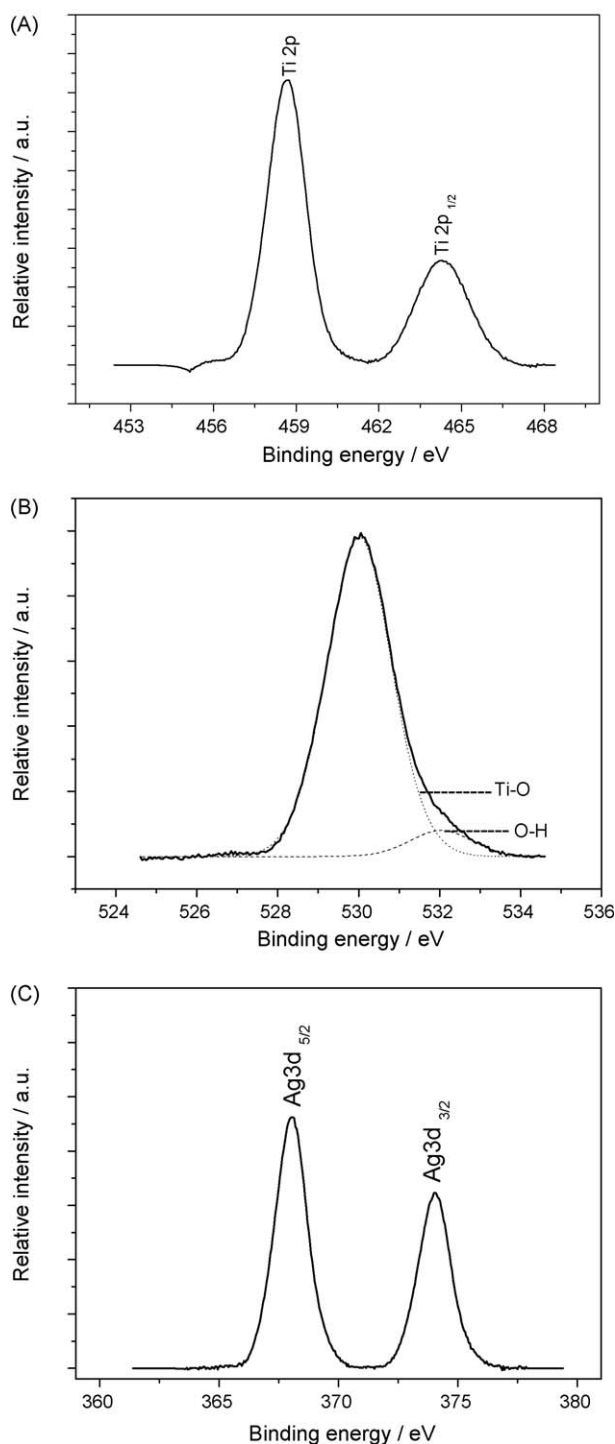 (A)
Relative intensity / a.u.
Ti 2p
Ti 2p 1/2
453 456 459 462 465 468
Binding energy / eV
(B)
Relative intensity / a.u.
Ti-O
O-H
524 526 528 530 532 534 536
Binding energy / eV
(C)
Relative intensity / a.u.
Ag3d 5/2
Ag3d 3/2
360 365 370 375 380
Binding energy / eV